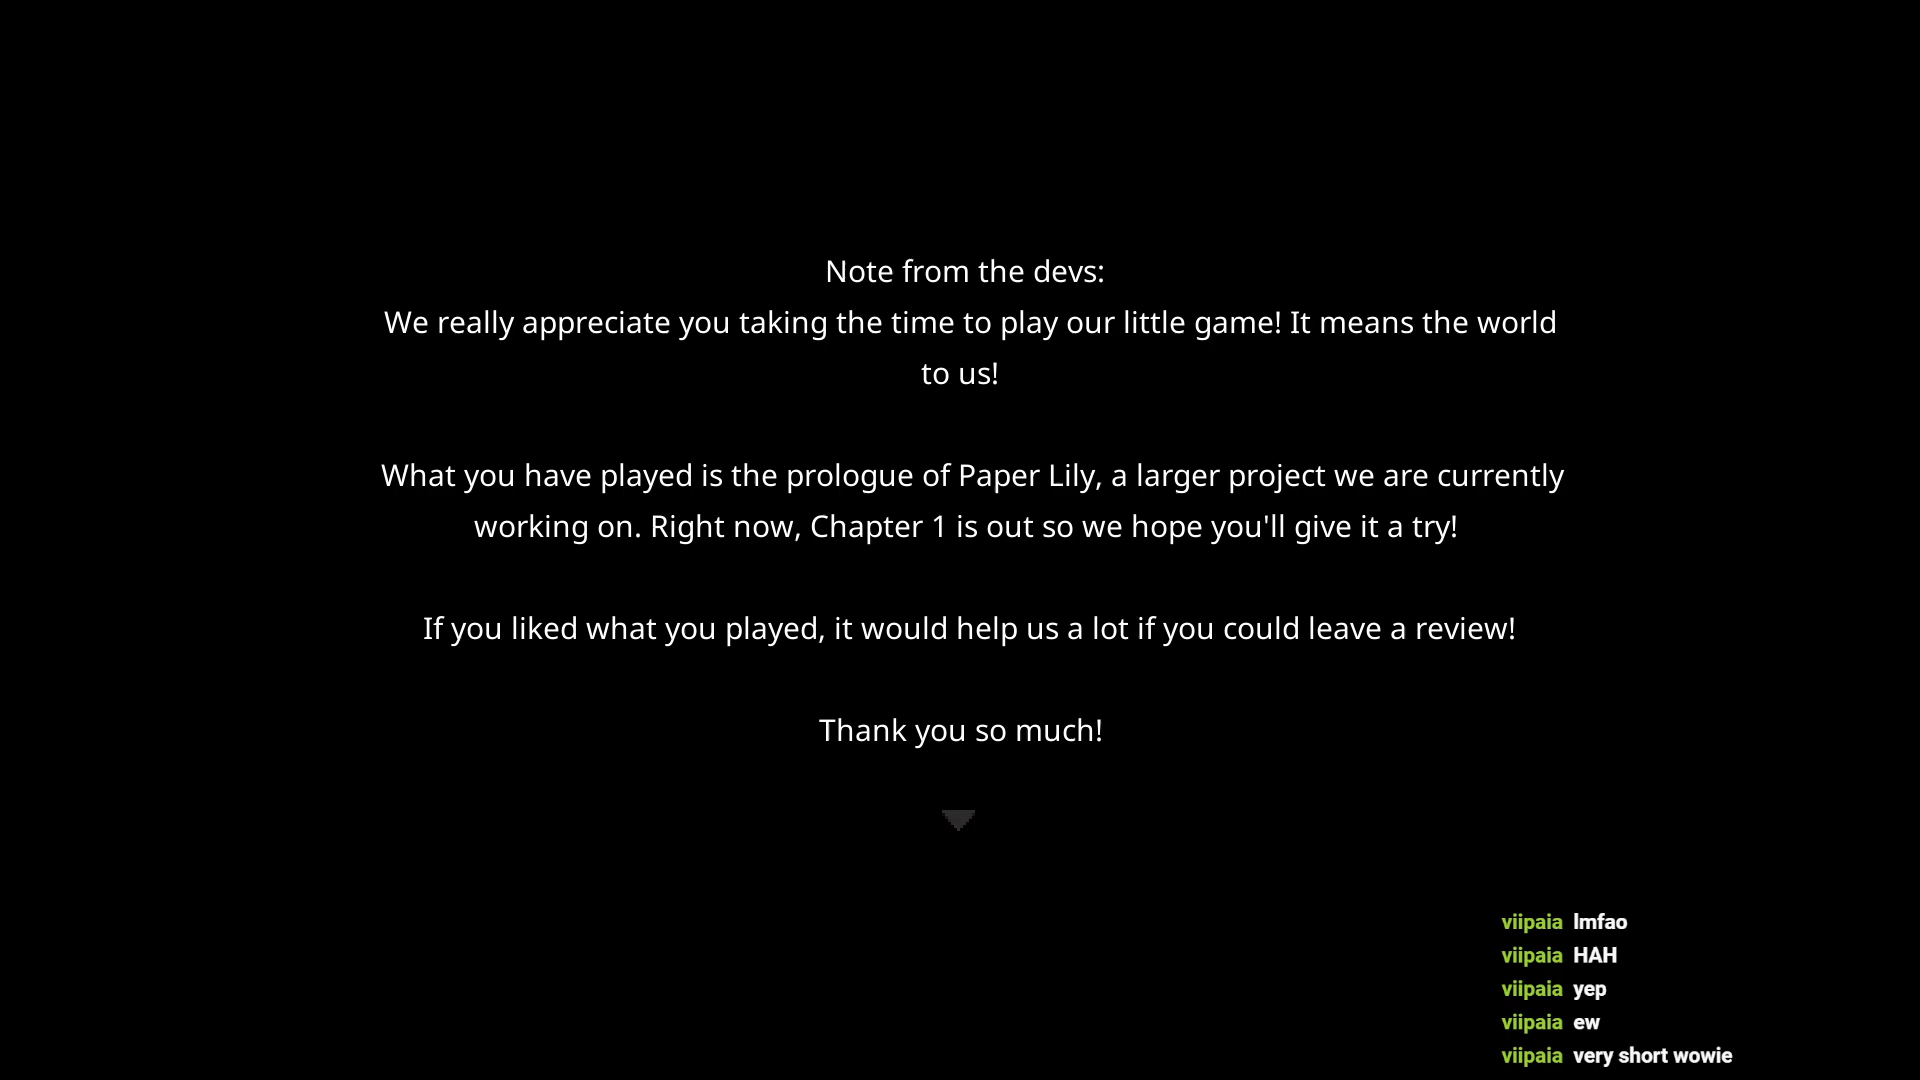 Note from the devs:
We really appreciate you taking the time to play our little game! It means the world
to us!
What you have played is the prologue of Paper Lily, a larger project we are currently
working on. Right now, Chapter 1 is out so we hope you'll give it a try!
If you liked what you played, it would help us a lot if you could leave a review!
Thank you so much!
viipaia lmfao
viipaia HAH
viipaia yep
viipaia ew
viipaia very short wowie